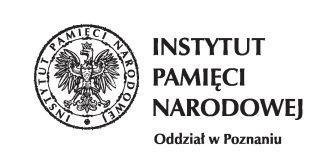 INSTYTUT PAMIĘCI NARODOWEJ
INSTYTUT
PAMIĘCI
NARODOWEJ
Oddział w Poznaniu